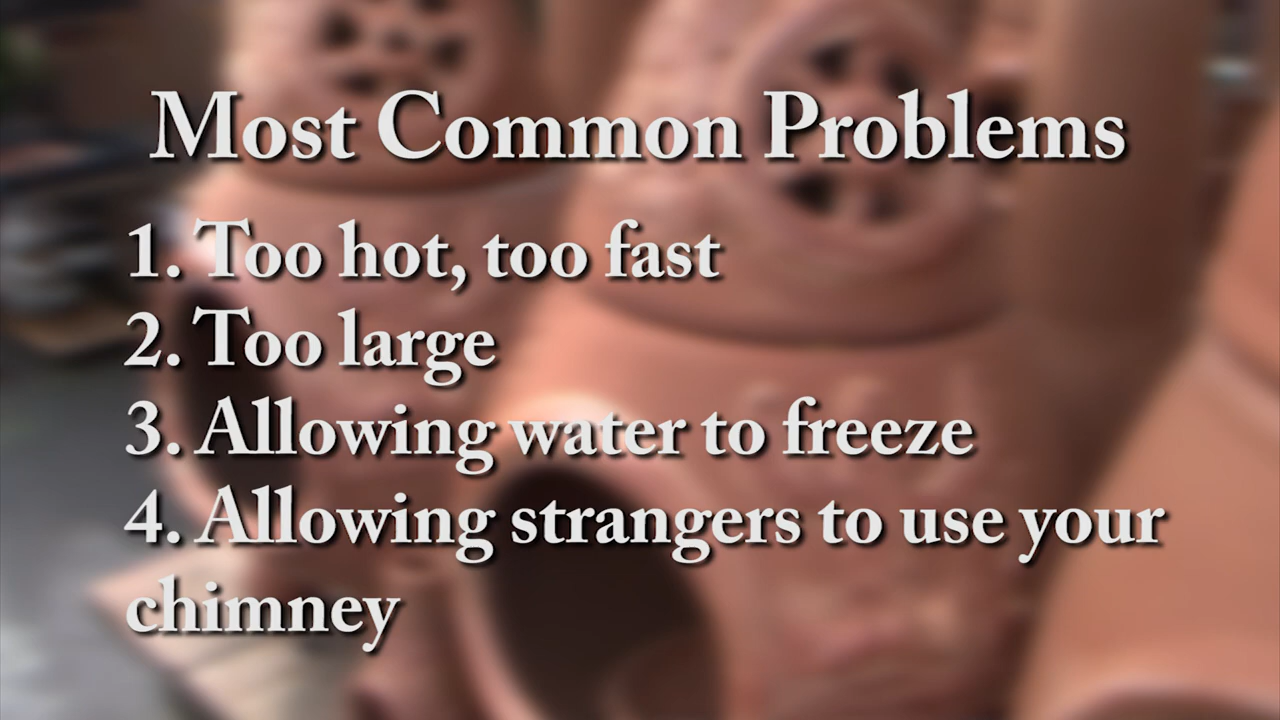 Most Common Problems
1. Too hot, too fast
2. Too large
3. Allowing water to freeze
4. Allowing strangers to use your
chimney